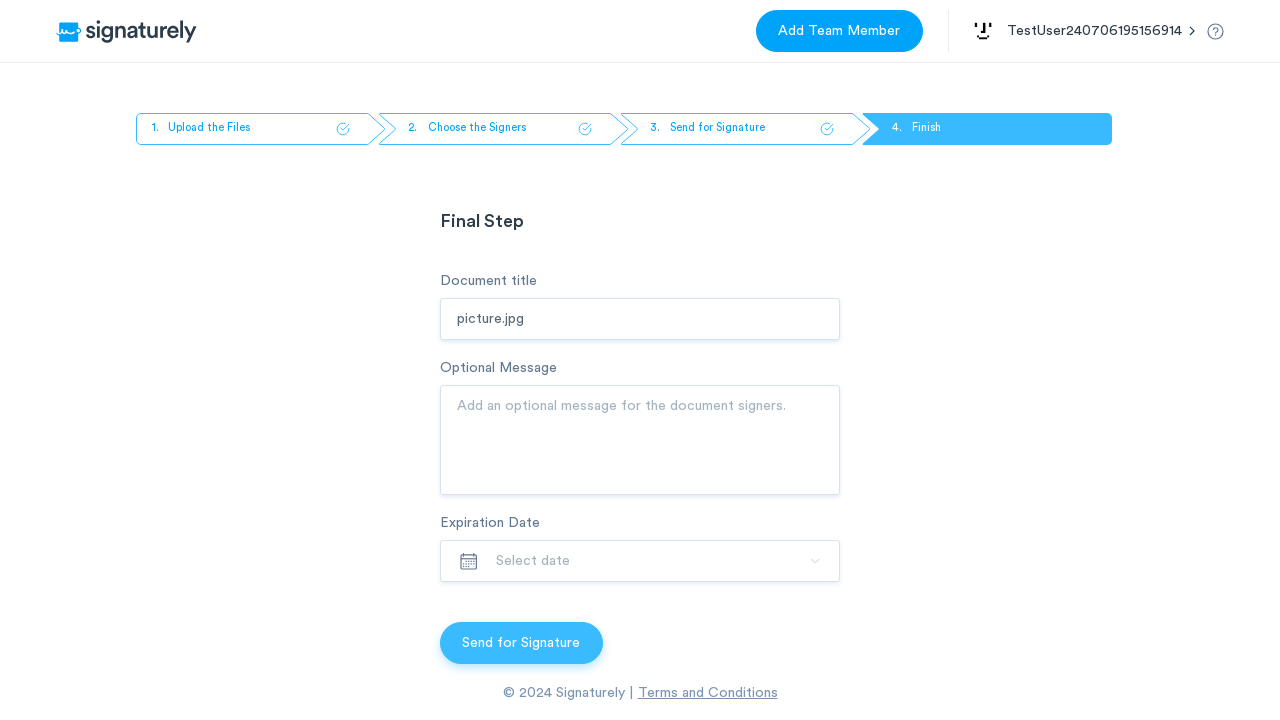 signaturely
Add Team Member
TestUser240706195156914
1. Upload the Files
2. Choose the Signers
3. Send for Signature
4. Finish
Final Step
Document title
picture.jpg
Optional Message
Add an optional message for the document signers.
Expiration Date
Select date
Send for Signature
© 2024 Signaturely | Terms and Conditions